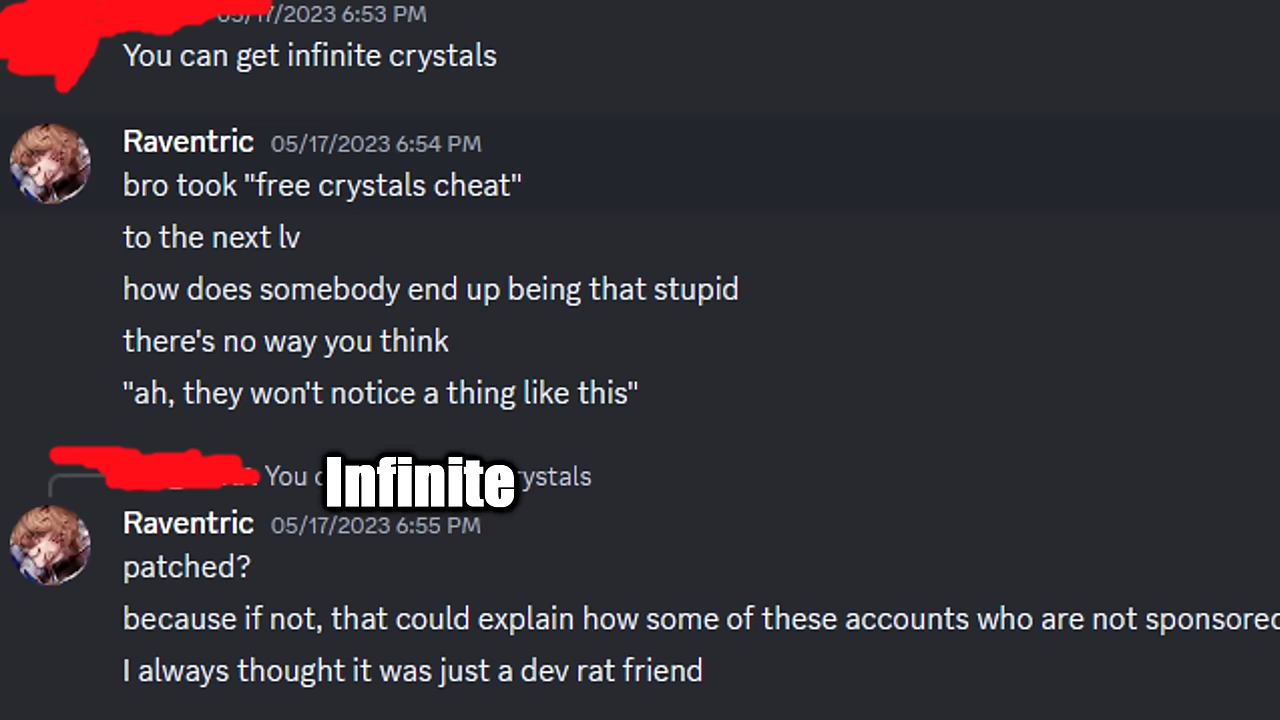 05/17/2023 6:53 PM
You can get infinite crystals
Raventric 05/17/2023 6:54 PM
bro took "free crystals cheat"
to the next lv
how does somebody end up being that stupid
there's no way you think
"ah, they won't notice a thing like this"
You Infinite
Raventric 05/17/2023 6:55 PM
patched?
because if not, that could explain how some of these accounts who are not sponsored
I always thought it was just a dev rat friend